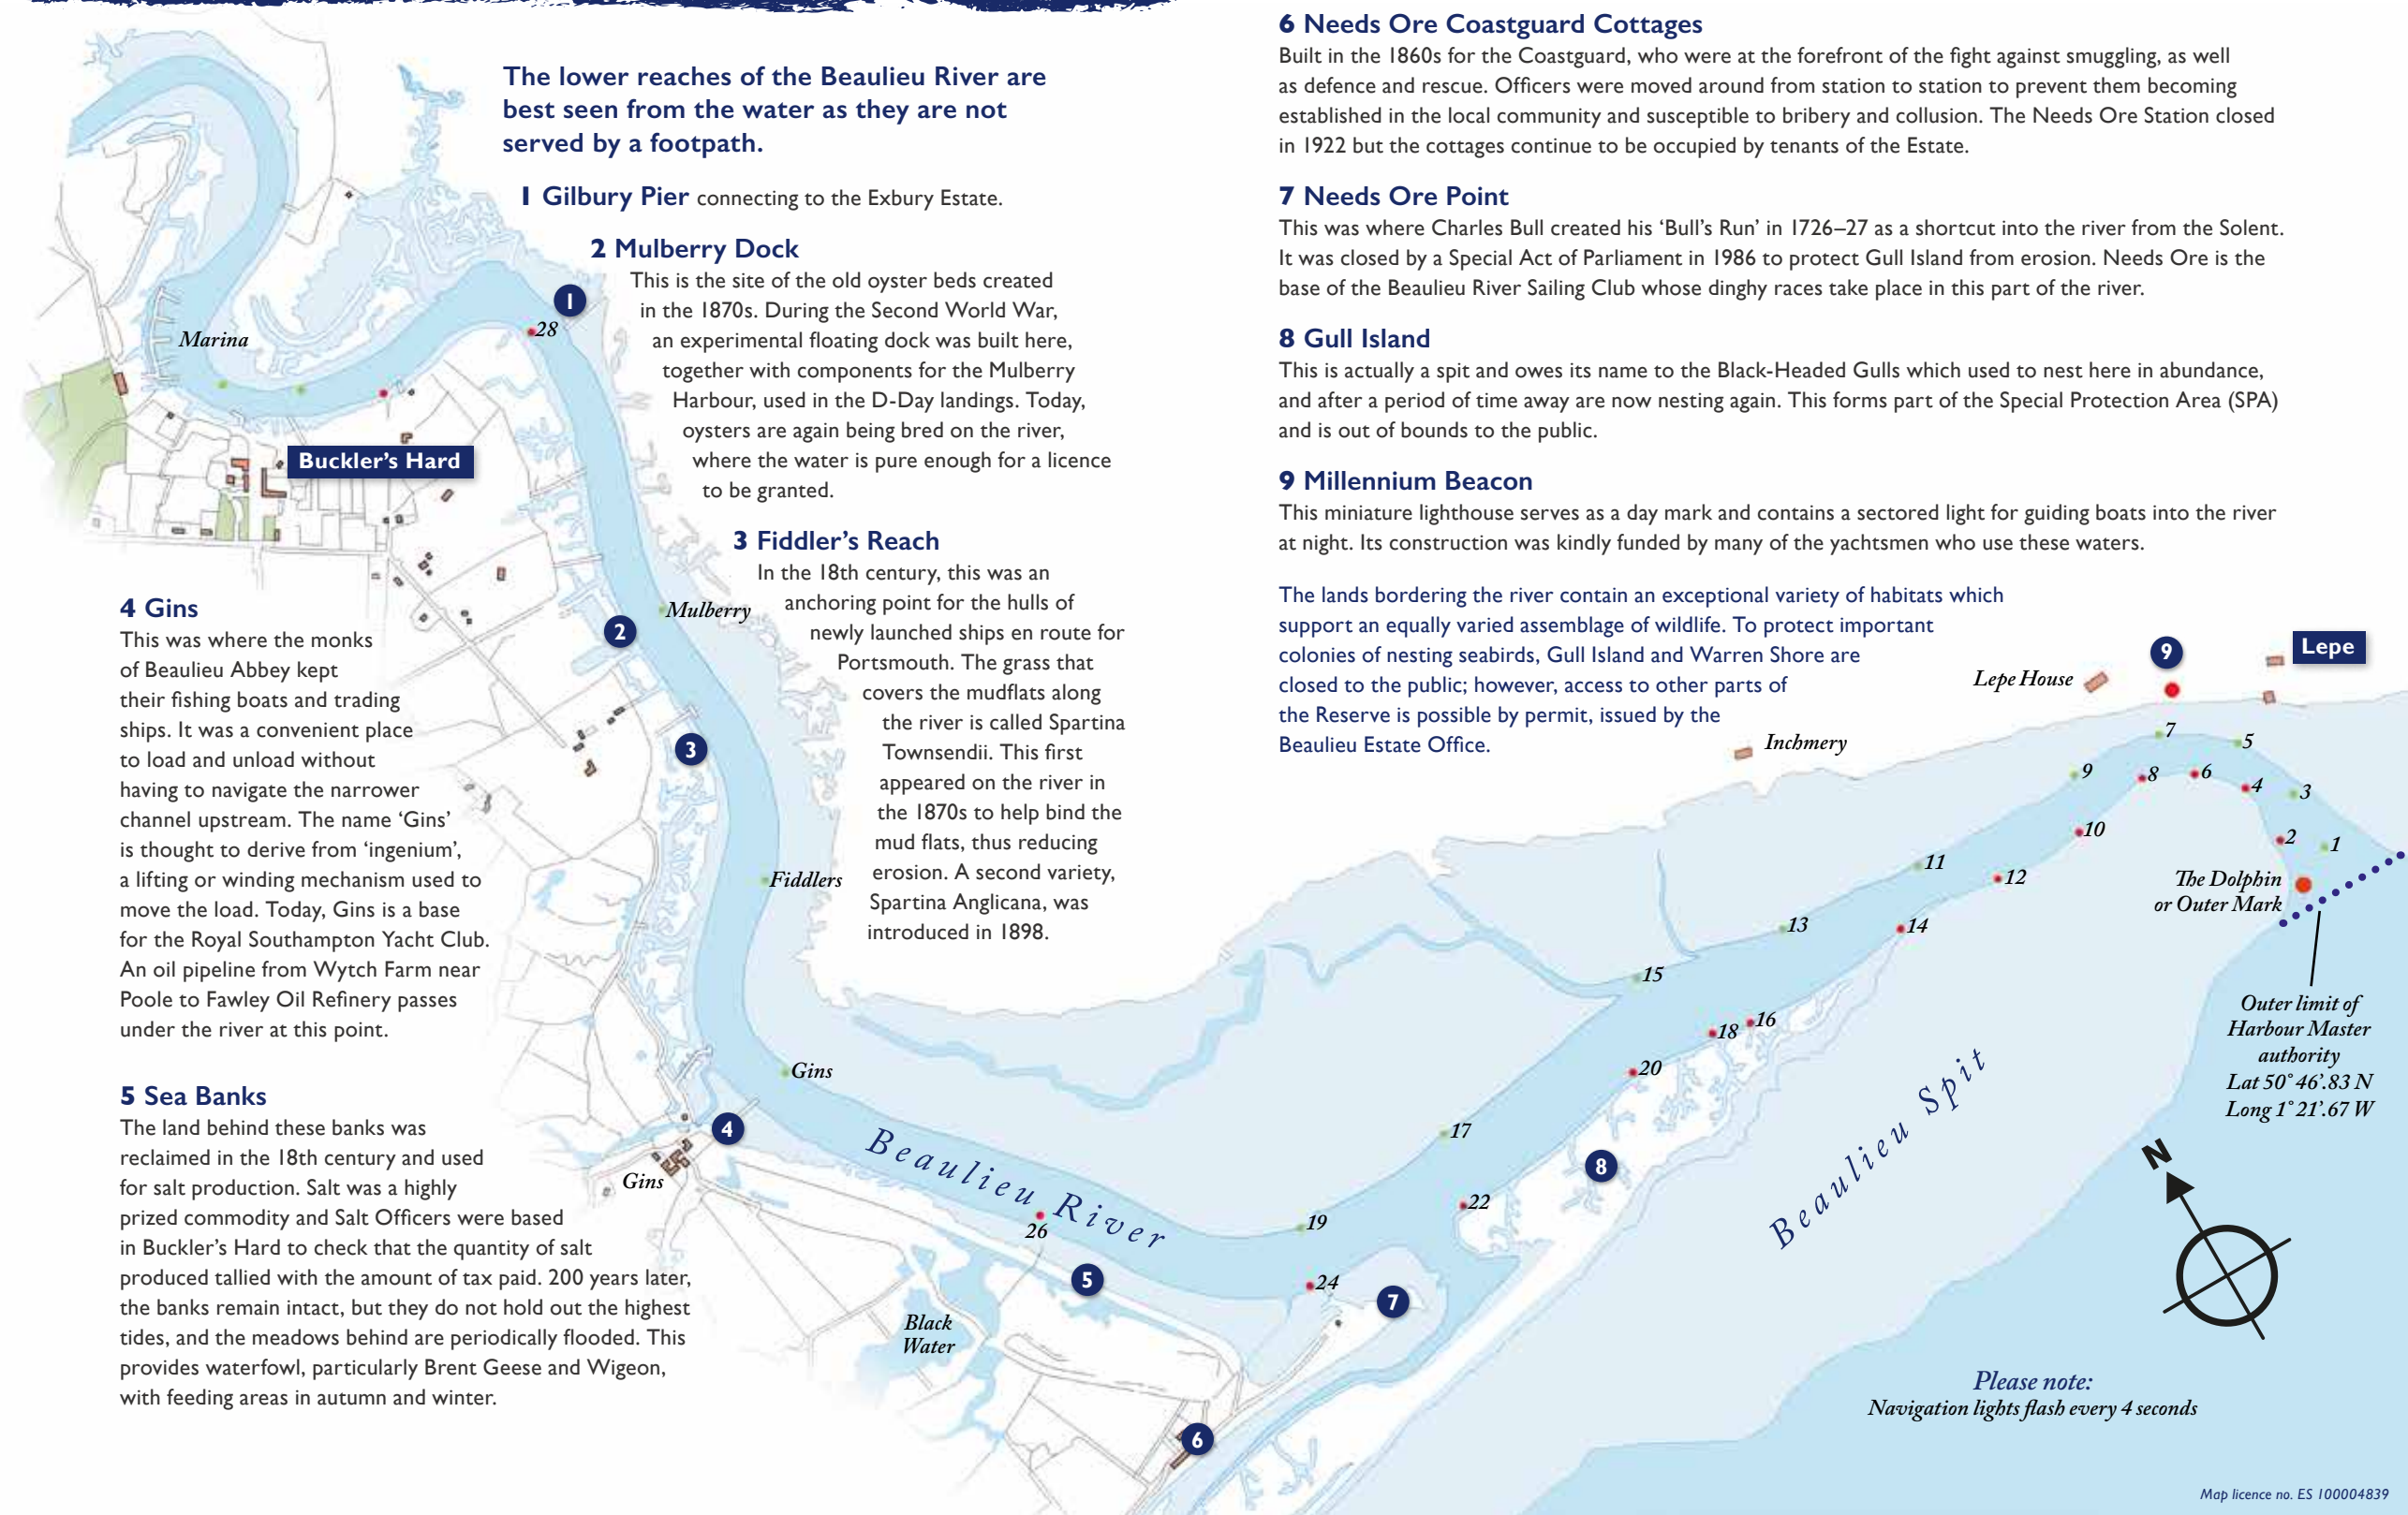 The lower reaches of the Beaulieu River are
best seen from the water as they are not
served by a footpath.
1 Gilbury Pier connecting to the Exbury Estate.
2 Mulberry Dock
This is the site of the old oyster beds created
in the 1870s. During the Second World War,
an experimental floating dock was built here,
together with components for the Mulberry
Harbour, used in the D-Day landings. Today,
oysters are again being bred on the river,
where the water is pure enough for a licence
to be granted.
3 Fiddler’s Reach
In the 18th century, this was an
anchoring point for the hulls of
newly launched ships en route for
Portsmouth. The grass that
covers the mudflats along
the river is called Spartina
Townsendii. This first
appeared on the river in
the 1870s to help bind the
mud flats, thus reducing
erosion. A second variety,
Spartina Anglicana, was
introduced in 1898.
4 Gins
This was where the monks
of Beaulieu Abbey kept
their fishing boats and trading
ships. It was a convenient place
to load and unload without
having to navigate the narrower
channel upstream. The name ‘Gins’
is thought to derive from ‘ingenium’,
a lifting or winding mechanism used to
move the load. Today, Gins is a base
for the Royal Southampton Yacht Club.
An oil pipeline from Wytch Farm near
Poole to Fawley Oil Refinery passes
under the river at this point.
5 Sea Banks
The land behind these banks was
reclaimed in the 18th century and used
for salt production. Salt was a highly
prized commodity and Salt Officers were based
in Buckler’s Hard to check that the quantity of salt
produced tallied with the amount of tax paid. 200 years later,
the banks remain intact, but they do not hold out the highest
tides, and the meadows behind are periodically flooded. This
provides waterfowl, particularly Brent Geese and Wigeon,
with feeding areas in autumn and winter.
6 Needs Ore Coastguard Cottages
Built in the 1860s for the Coastguard, who were at the forefront of the fight against smuggling, as well
as defence and rescue. Officers were moved around from station to station to prevent them becoming
established in the local community and susceptible to bribery and collusion. The Needs Ore Station closed
in 1922 but the cottages continue to be occupied by tenants of the Estate.
7 Needs Ore Point
This was where Charles Bull created his ‘Bull’s Run’ in 1726–27 as a shortcut into the river from the Solent.
It was closed by a Special Act of Parliament in 1986 to protect Gull Island from erosion. Needs Ore is the
base of the Beaulieu River Sailing Club whose dinghy races take place in this part of the river.
8 Gull Island
This is actually a spit and owes its name to the Black-Headed Gulls which used to nest here in abundance,
and after a period of time away are now nesting again. This forms part of the Special Protection Area (SPA)
and is out of bounds to the public.
9 Millennium Beacon
This miniature lighthouse serves as a day mark and contains a sectored light for guiding boats into the river
at night. Its construction was kindly funded by many of the yachtsmen who use these waters.
The lands bordering the river contain an exceptional variety of habitats which
support an equally varied assemblage of wildlife. To protect important
colonies of nesting seabirds, Gull Island and Warren Shore are
closed to the public; however, access to other parts of
the Reserve is possible by permit, issued by the
Beaulieu Estate Office.
Marina
1
28
Buckler’s Hard
Mulberry
2
3
Fiddlers
Gins
4
Gins
Beaulieu River
26
5
Black
Water
6
7
24
19
22
17
8
20
18
16
15
14
13
12
11
10
9
8
7
6
5
4
3
2
1
9
Lepe
Lepe House
Inchmery
The Dolphin
or Outer Mark
Outer limit of
Harbour Master
authority
Lat 50° 46’.83 N
Long 1° 21’.67 W
Beaulieu Spit
N
Please note:
Navigation lights flash every 4 seconds
Map licence no. ES 100004839